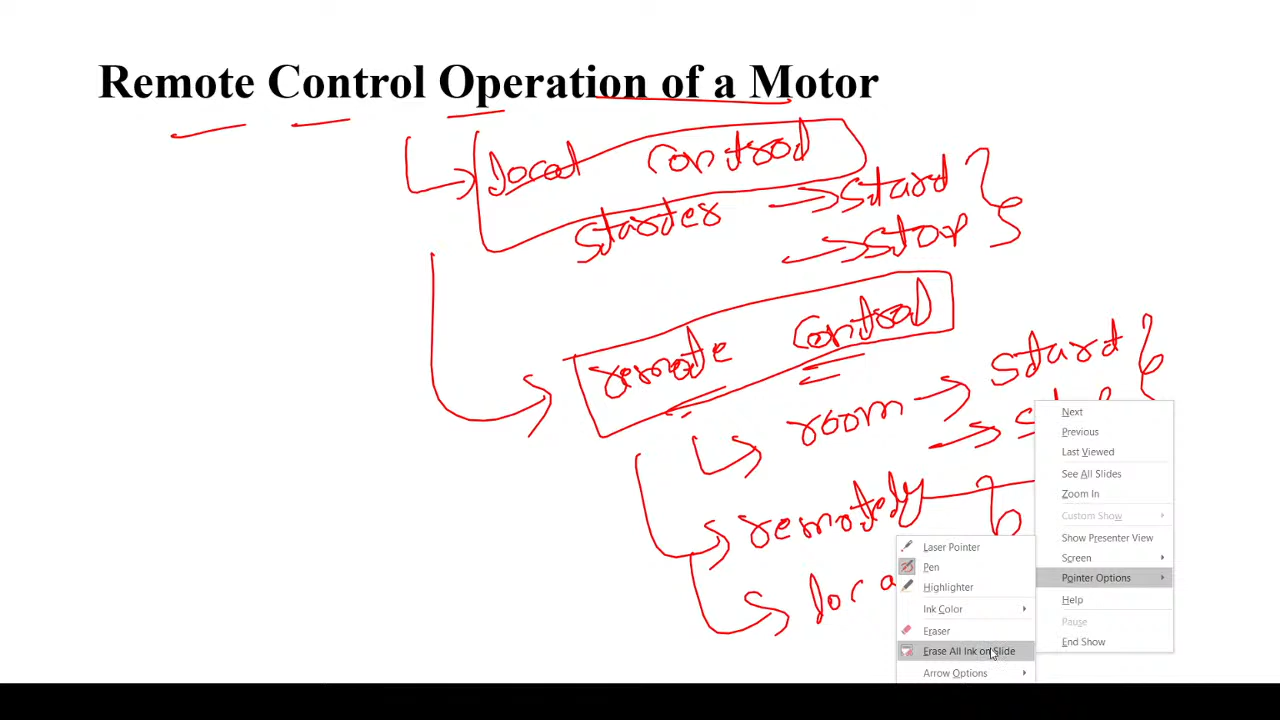 Remote Control Operation of a Motor
local control
starter → start
→ stop
remote control
room → start
remotely
Next
Previous
Last Viewed
See All Slides
Zoom In
Custom Show
Show Presenter View
Screen
Pointer Options
Help
Pause
End Show
Laser Pointer
Pen
Highlighter
Ink Color
Eraser
Erase All Ink on Slide
Arrow Options